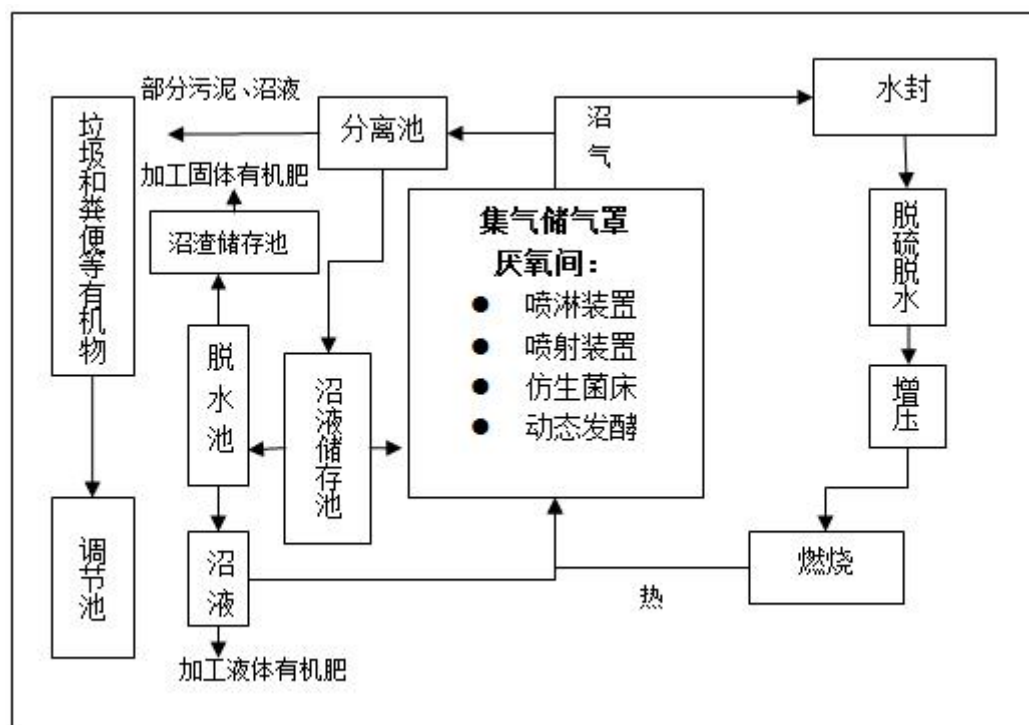 部分污泥、沼液
垃圾和粪便等有机物
分离池
沼气
水封
加工固体有机肥
沼渣储存池
集气储气罩
厌氧间：
● 喷淋装置
● 喷射装置
● 仿生菌床
● 动态发酵
脱硫脱水
脱水池
沼液储存池
增压
调节池
沼液
燃烧
热
加工液体有机肥